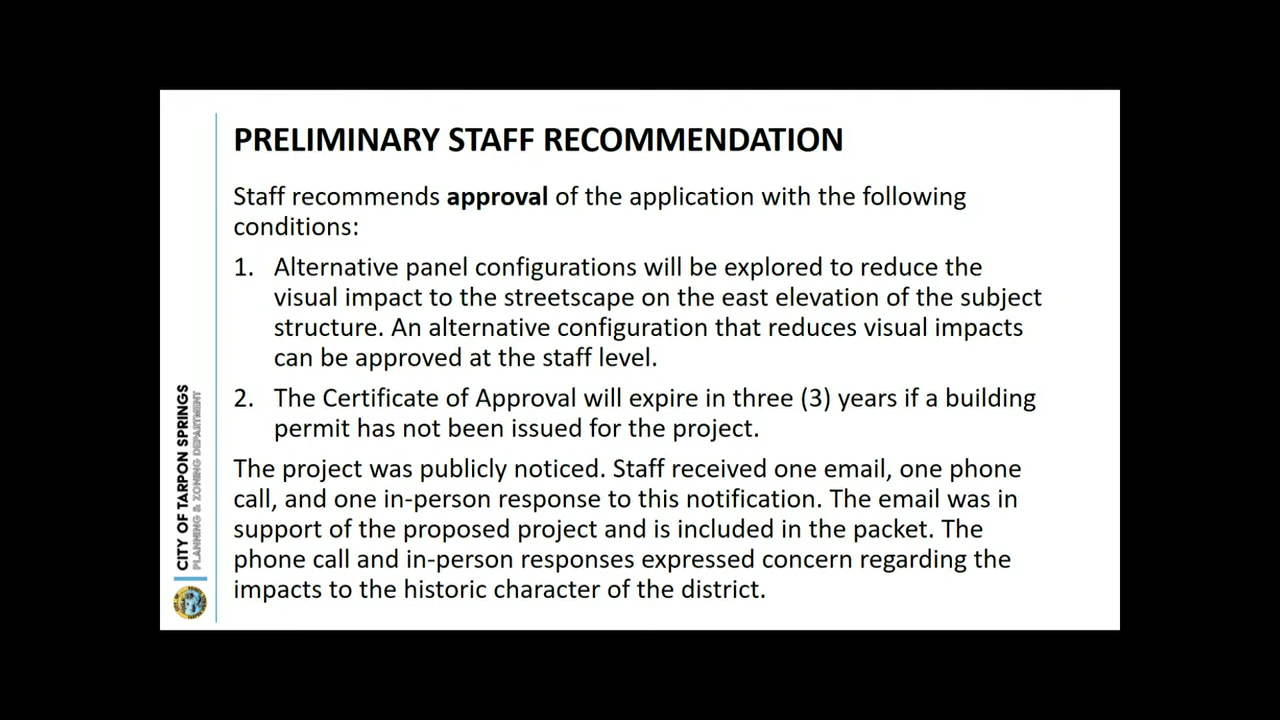 PRELIMINARY STAFF RECOMMENDATION
Staff recommends approval of the application with the following
conditions:
1. Alternative panel configurations will be explored to reduce the
visual impact to the streetscape on the east elevation of the subject
structure. An alternative configuration that reduces visual impacts
can be approved at the staff level.
2. The Certificate of Approval will expire in three (3) years if a building
permit has not been issued for the project.
The project was publicly noticed. Staff received one email, one phone
call, and one in-person response to this notification. The email was in
support of the proposed project and is included in the packet. The
phone call and in-person responses expressed concern regarding the
impacts to the historic character of the district.
CITY OF TARPON SPRINGS
PLANNING & ZONING DEPARTMENT